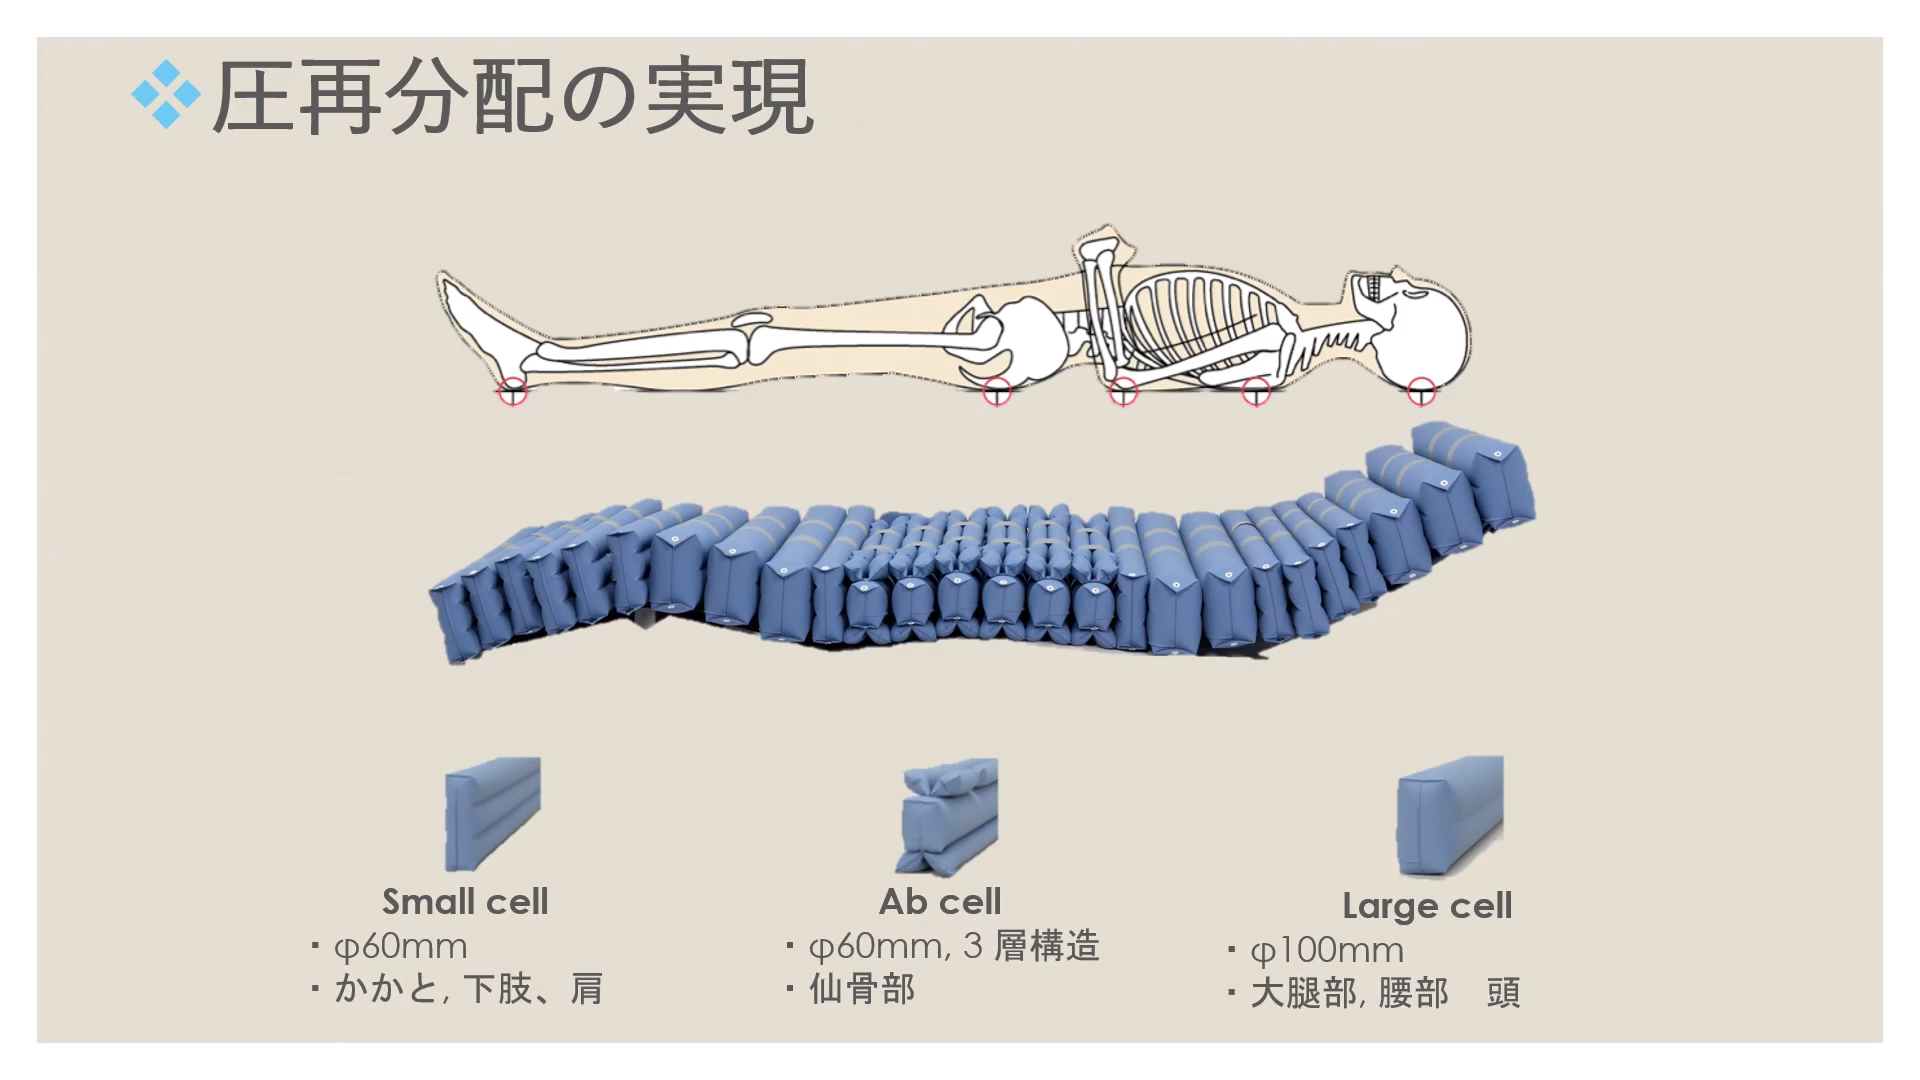 ❖圧再分配の実現
Small cell
▪ φ60mm
▪ かかと, 下肢、肩
Ab cell
▪ φ60mm, 3 層構造
▪ 仙骨部
Large cell
▪ φ100mm
▪ 大腿部, 腰部　頭